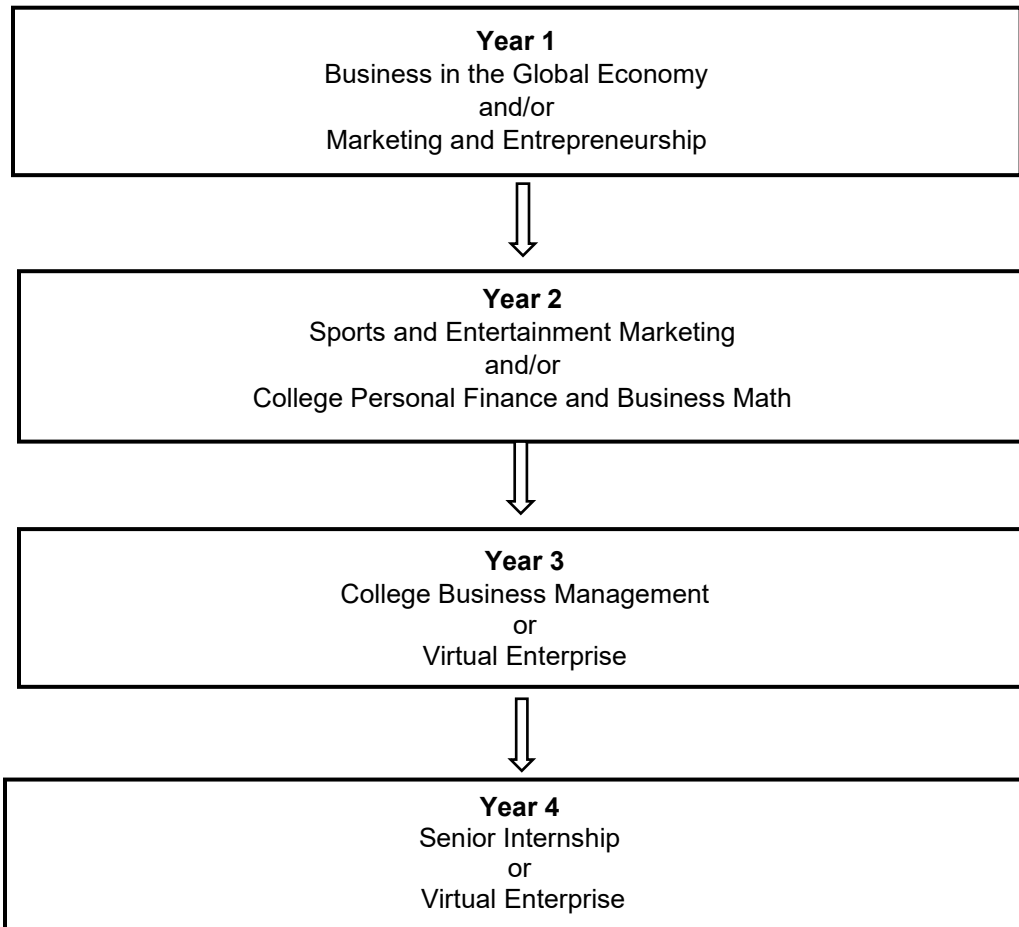 Year 1
Business in the Global Economy
and/or
Marketing and Entrepreneurship
Year 2
Sports and Entertainment Marketing
and/or
College Personal Finance and Business Math
Year 3
College Business Management
or
Virtual Enterprise
Year 4
Senior Internship
or
Virtual Enterprise